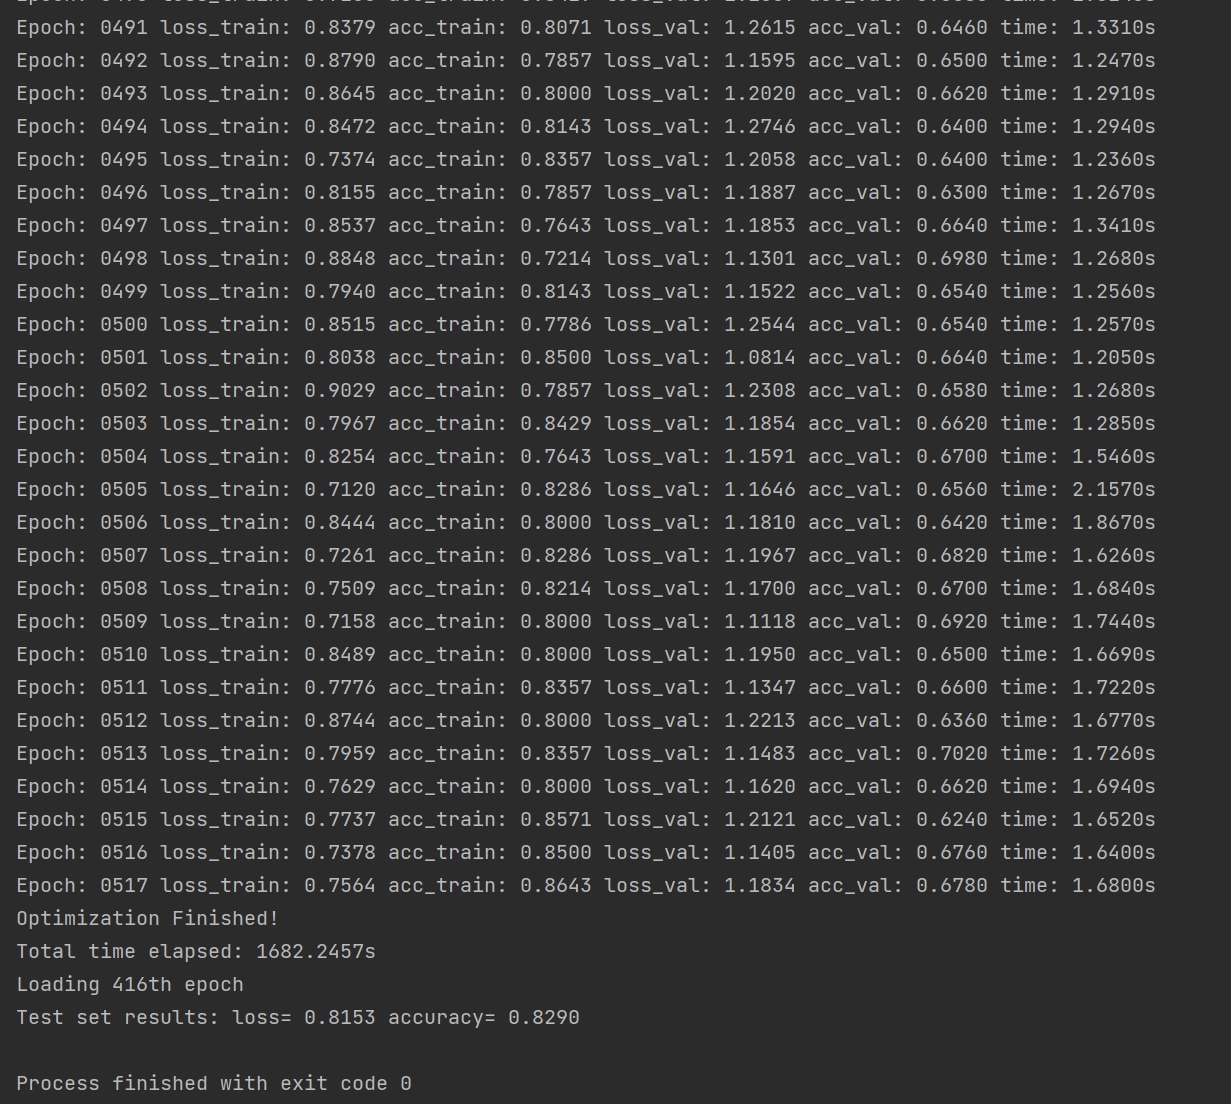 Epoch: 0491 loss_train: 0.8379 acc_train: 0.8071 loss_val: 1.2615 acc_val: 0.6460 time: 1.3310s
Epoch: 0492 loss_train: 0.8790 acc_train: 0.7857 loss_val: 1.1595 acc_val: 0.6500 time: 1.2470s
Epoch: 0493 loss_train: 0.8645 acc_train: 0.8000 loss_val: 1.2020 acc_val: 0.6620 time: 1.2910s
Epoch: 0494 loss_train: 0.8472 acc_train: 0.8143 loss_val: 1.2746 acc_val: 0.6400 time: 1.2940s
Epoch: 0495 loss_train: 0.7374 acc_train: 0.8357 loss_val: 1.2058 acc_val: 0.6400 time: 1.2360s
Epoch: 0496 loss_train: 0.8155 acc_train: 0.7857 loss_val: 1.1887 acc_val: 0.6300 time: 1.2670s
Epoch: 0497 loss_train: 0.8537 acc_train: 0.7643 loss_val: 1.1853 acc_val: 0.6640 time: 1.3410s
Epoch: 0498 loss_train: 0.8848 acc_train: 0.7214 loss_val: 1.1301 acc_val: 0.6980 time: 1.2680s
Epoch: 0499 loss_train: 0.7940 acc_train: 0.8143 loss_val: 1.1522 acc_val: 0.6540 time: 1.2560s
Epoch: 0500 loss_train: 0.8515 acc_train: 0.7786 loss_val: 1.2544 acc_val: 0.6540 time: 1.2570s
Epoch: 0501 loss_train: 0.8038 acc_train: 0.8500 loss_val: 1.0814 acc_val: 0.6640 time: 1.2050s
Epoch: 0502 loss_train: 0.9029 acc_train: 0.7857 loss_val: 1.2308 acc_val: 0.6580 time: 1.2680s
Epoch: 0503 loss_train: 0.7967 acc_train: 0.8429 loss_val: 1.1854 acc_val: 0.6620 time: 1.2850s
Epoch: 0504 loss_train: 0.8254 acc_train: 0.7643 loss_val: 1.1591 acc_val: 0.6700 time: 1.5460s
Epoch: 0505 loss_train: 0.7120 acc_train: 0.8286 loss_val: 1.1646 acc_val: 0.6560 time: 2.1570s
Epoch: 0506 loss_train: 0.8444 acc_train: 0.8000 loss_val: 1.1810 acc_val: 0.6420 time: 1.8670s
Epoch: 0507 loss_train: 0.7261 acc_train: 0.8286 loss_val: 1.1967 acc_val: 0.6820 time: 1.6260s
Epoch: 0508 loss_train: 0.7509 acc_train: 0.8214 loss_val: 1.1700 acc_val: 0.6700 time: 1.6840s
Epoch: 0509 loss_train: 0.7158 acc_train: 0.8000 loss_val: 1.1118 acc_val: 0.6920 time: 1.7440s
Epoch: 0510 loss_train: 0.8489 acc_train: 0.8000 loss_val: 1.1950 acc_val: 0.6500 time: 1.6690s
Epoch: 0511 loss_train: 0.7776 acc_train: 0.8357 loss_val: 1.1347 acc_val: 0.6600 time: 1.7220s
Epoch: 0512 loss_train: 0.8744 acc_train: 0.8000 loss_val: 1.2213 acc_val: 0.6360 time: 1.6770s
Epoch: 0513 loss_train: 0.7959 acc_train: 0.8357 loss_val: 1.1483 acc_val: 0.7020 time: 1.7260s
Epoch: 0514 loss_train: 0.7629 acc_train: 0.8000 loss_val: 1.1620 acc_val: 0.6620 time: 1.6940s
Epoch: 0515 loss_train: 0.7737 acc_train: 0.8571 loss_val: 1.2121 acc_val: 0.6240 time: 1.6520s
Epoch: 0516 loss_train: 0.7378 acc_train: 0.8500 loss_val: 1.1405 acc_val: 0.6760 time: 1.6400s
Epoch: 0517 loss_train: 0.7564 acc_train: 0.8643 loss_val: 1.1834 acc_val: 0.6780 time: 1.6800s
Optimization Finished!
Total time elapsed: 1682.2457s
Loading 416th epoch
Test set results: loss= 0.8153 accuracy= 0.8290
Process finished with exit code 0